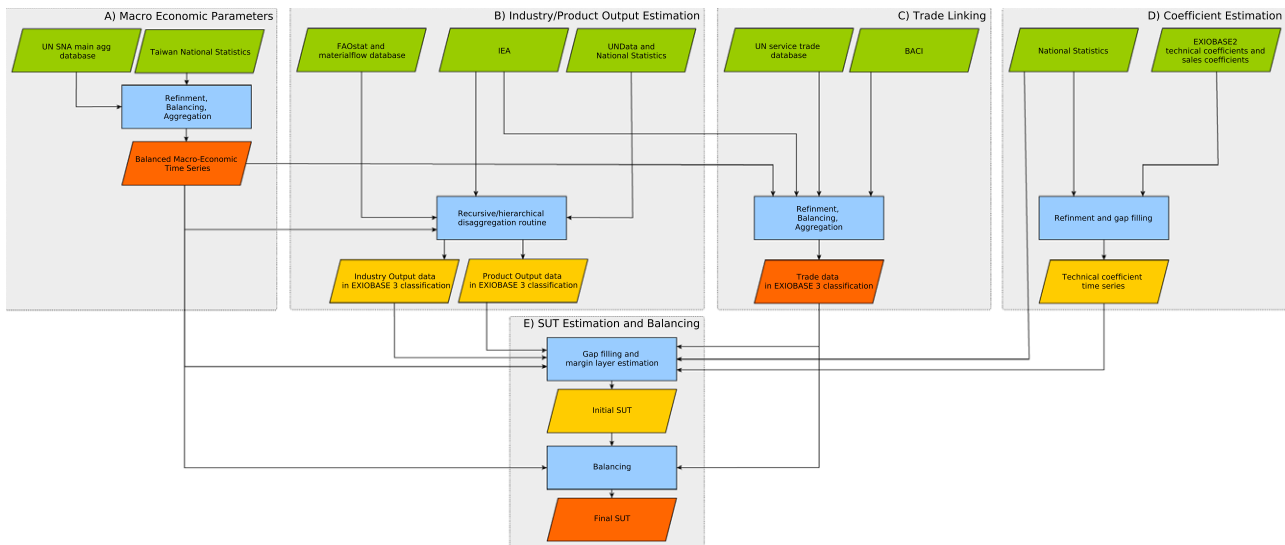 A) Macro Economic Parameters
UN SNA main agg
database
Taiwan National Statistics
Refinment,
Balancing,
Aggregation
Balanced Macro-Economic
Time Series
B) Industry/Product Output Estimation
FAOstat and
materialflow database
IEA
UNData and
National Statistics
Recursive/hierarchical
disaggregation routine
Industry Output data
in EXIOBASE 3 classification
Product Output data
in EXIOBASE 3 classification
C) Trade Linking
UN service trade
database
BACI
Refinment,
Balancing,
Aggregation
Trade data
in EXIOBASE 3 classification
D) Coefficient Estimation
National Statistics
EXIOBASE2
technical coefficients and
sales coefficients
Refinment and gap filling
Technical coefficient
time series
E) SUT Estimation and Balancing
Gap filling and
margin layer estimation
Initial SUT
Balancing
Final SUT